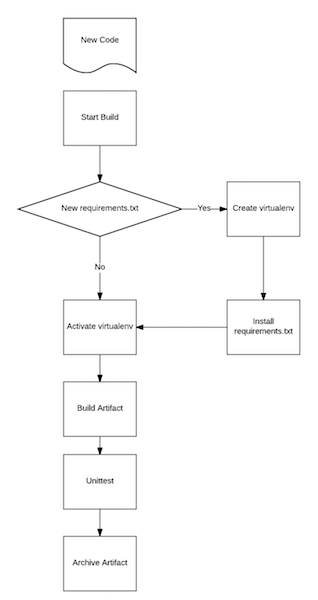 New Code
Start Build
New requirements.txt
Yes
Create virtualenv
No
Activate virtualenv
Install
requirements.txt
Build Artifact
Unittest
Archive Artifact